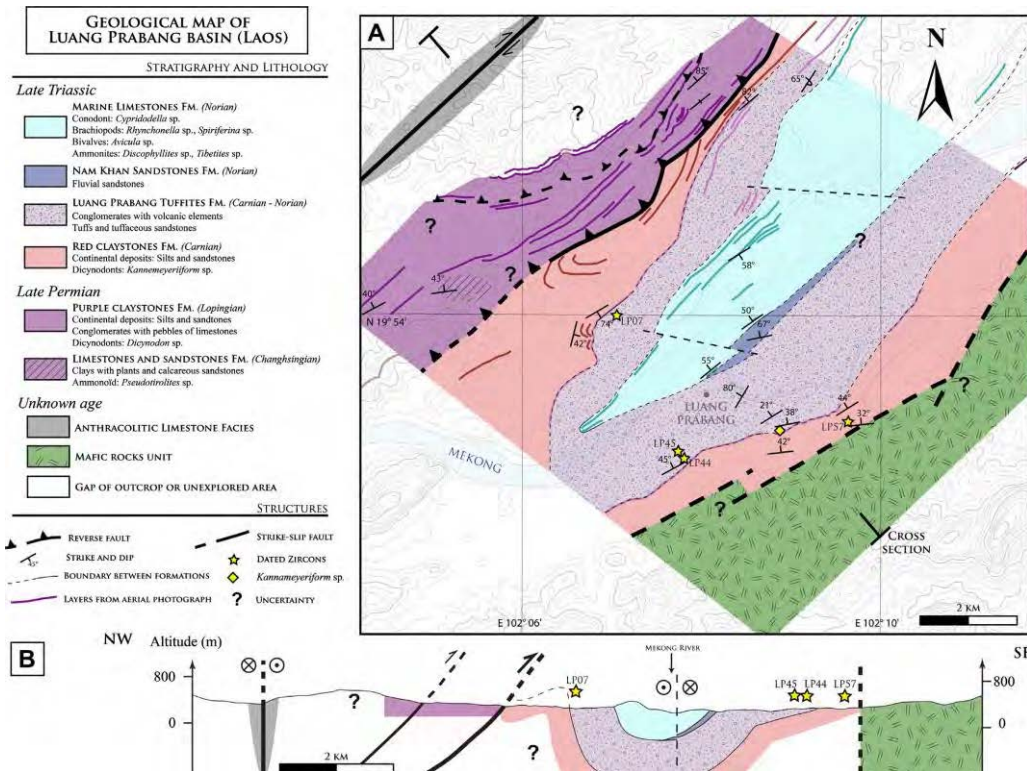 GEOLOGICAL MAP OF
LUANG PRABANG BASIN (LAOS)
STRATIGRAPHY AND LITHOLOGY
Late Triassic
MARINE LIMESTONES FM. (Norian)
Conodont: Cypridodella sp.
Brachiopods: Rhynchonella sp., Spiriferina sp.
Bivalves: Avicula sp.
Ammonites: Discophyllites sp., Tibetites sp.
NAM KHAN SANDSTONES FM. (Norian)
Fluvial sandstones
LUANG PRABANG TUFFITES FM. (Carnian - Norian)
Conglomerates with volcanic elements
Tuffs and tuffaceous sandstones
RED CLAYSTONES FM. (Carnian)
Continental deposits: Silts and sandstones
Dicynodonts: Kannemeyeriiform sp.
Late Permian
PURPLE CLAYSTONES FM. (Lopingian)
Continental deposits: Silts and sandtones
Conglomerates with pebbles of limestones
Dicynodonts: Dicynodon sp.
LIMESTONES AND SANDSTONES FM. (Changhsingian)
Clays with plants and calcareous sandstones
Ammonoïd: Pseudotirolites sp.
Unknown age
ANTHRACOLITIC LIMESTONE FACIES
MAFIC ROCKS UNIT
GAP OF OUTCROP OR UNEXPLORED AREA
STRUCTURES
REVERSE FAULT
STRIKE-SLIP FAULT
45°
STRIKE AND DIP
DATED ZIRCONS
BOUNDARY BETWEEN FORMATIONS
Kannameyeriform sp.
LAYERS FROM AERIAL PHOTOGRAPH
? UNCERTAINTY
A
N
85°
65°
82°
?
?
?
?
58°
43°
40°
N 19° 54'
74°
LP07
42°
50°
67°
55°
80°
LUANG
PRABANG
21°
38°
44°
32°
LP57
42°
LP45
LP44
45°
MEKONG
?
?
CROSS
SECTION
2 KM
E 102° 06'
E 102° 10'
B
NW
Altitude (m)
800
0
?
2 KM
?
LP07
MEKONG RIVER
LP45
LP44
LP57
SE
800
0